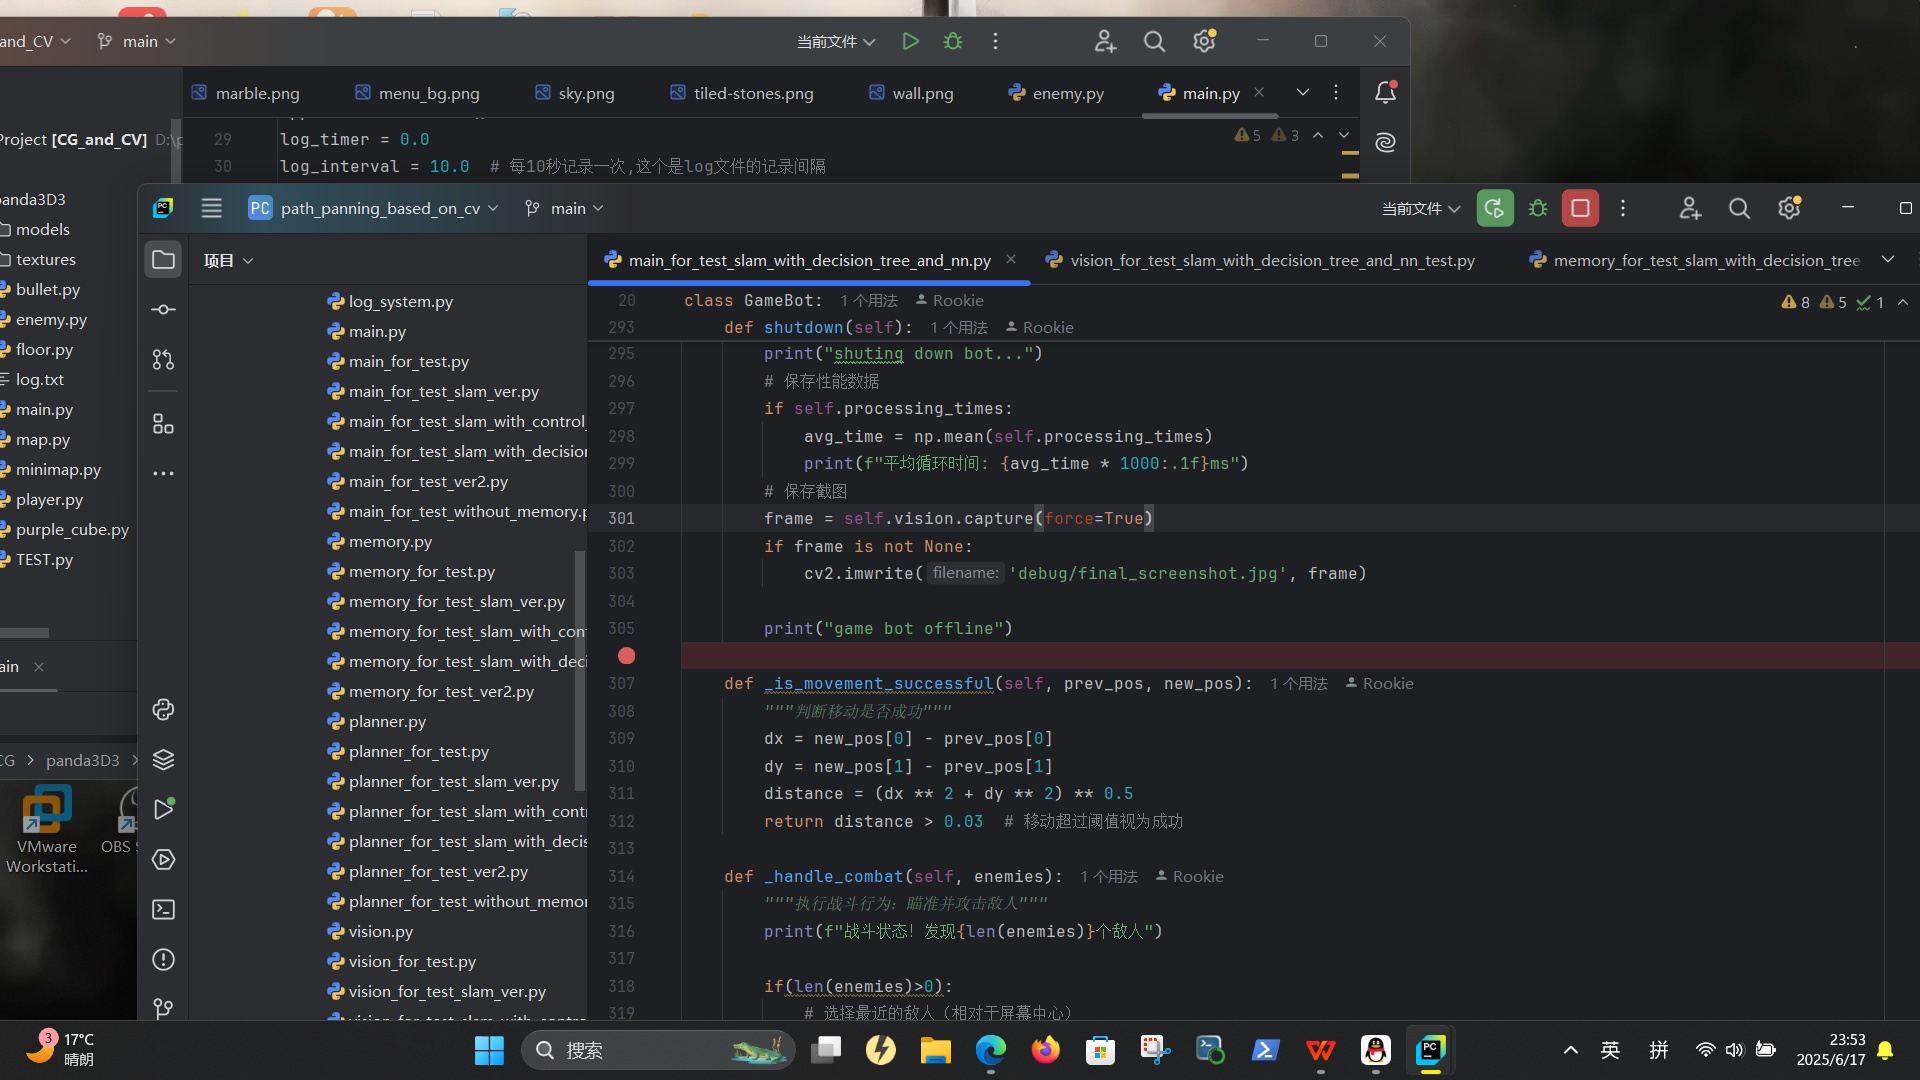 and_CV
main
当前文件
marble.png
menu_bg.png
sky.png
tiled-stones.png
wall.png
enemy.py
main.py
Project [CG_and_CV] D:\
29 log_timer = 0.0
30 log_interval = 10.0 # 每10秒记录一次,这个是log文件的记录间隔
5 3
anda3D3
models
textures
bullet.py
enemy.py
floor.py
log.txt
main.py
map.py
minimap.py
player.py
purple_cube.py
TEST.py
ain
CG > panda3D3 >
VMware
Workstati...
OBS S
PC path_panning_based_on_cv
main
当前文件
项目
log_system.py
main.py
main_for_test.py
main_for_test_slam_ver.py
main_for_test_slam_with_control_
main_for_test_slam_with_decision
main_for_test_ver2.py
main_for_test_without_memory.p
memory.py
memory_for_test.py
memory_for_test_slam_ver.py
memory_for_test_slam_with_con
memory_for_test_slam_with_deci
memory_for_test_ver2.py
planner.py
planner_for_test.py
planner_for_test_slam_ver.py
planner_for_test_slam_with_cont
planner_for_test_slam_with_decis
planner_for_test_ver2.py
planner_for_test_without_memor
vision.py
vision_for_test.py
vision_for_test_slam_ver.py
main_for_test_slam_with_decision_tree_and_nn.py
vision_for_test_slam_with_decision_tree_and_nn_test.py
memory_for_test_slam_with_decision_tree
8 5 1
20 class GameBot: 1 个用法 Rookie
293 def shutdown(self): 1 个用法 Rookie
295 print("shuting down bot...")
296 # 保存性能数据
297 if self.processing_times:
298 avg_time = np.mean(self.processing_times)
299 print(f"平均循环时间: {avg_time * 1000:.1f}ms")
300 # 保存截图
301 frame = self.vision.capture(force=True)
302 if frame is not None:
303 cv2.imwrite( filename: 'debug/final_screenshot.jpg', frame)
304
305 print("game bot offline")
307 def _is_movement_successful(self, prev_pos, new_pos): 1 个用法 Rookie
308 """判断移动是否成功"""
309 dx = new_pos[0] - prev_pos[0]
310 dy = new_pos[1] - prev_pos[1]
311 distance = (dx ** 2 + dy ** 2) ** 0.5
312 return distance > 0.03 # 移动超过阈值视为成功
313
314 def _handle_combat(self, enemies): 1 个用法 Rookie
315 """执行战斗行为：瞄准并攻击敌人"""
316 print(f"战斗状态！发现{len(enemies)}个敌人")
317
318 if(len(enemies)>0):
319 # 选择最近的敌人（相对于屏幕中心）
3
17°C
晴朗
搜索
英
拼
23:53
2025/6/17